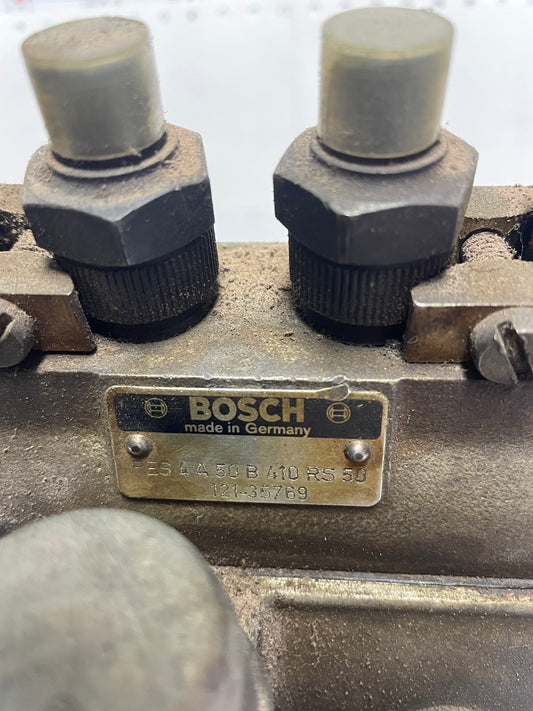 BOSCH
made in Germany
PES 4 A 50 B 410 RS 50
121-35769